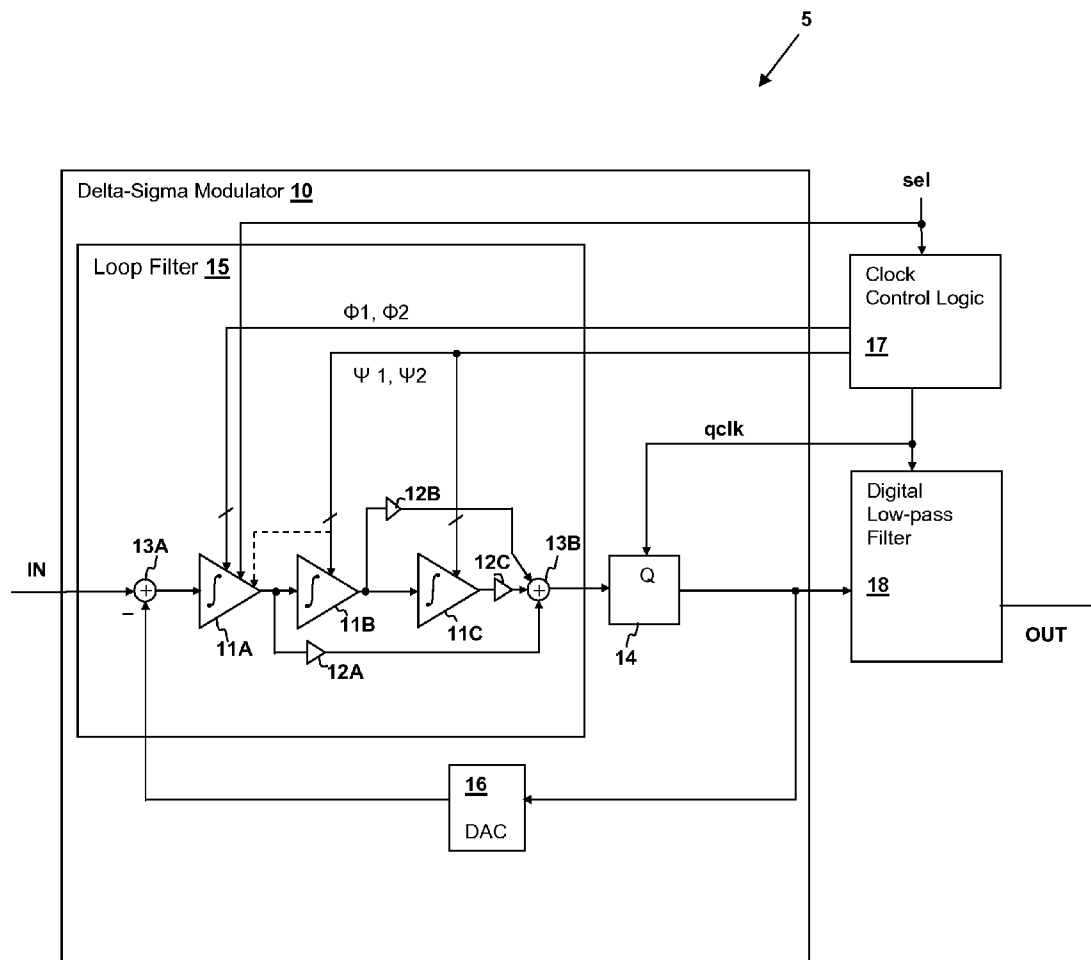 5
Delta-Sigma Modulator 10
sel
Loop Filter 15
Clock
Control Logic
17
Φ1, Φ2
Ψ 1, Ψ2
qclk
Digital
Low-pass
Filter
18
12B
13A
12C
13B
IN
∫
∫
∫
Q
−
11A
11B
11C
12A
14
OUT
16
DAC